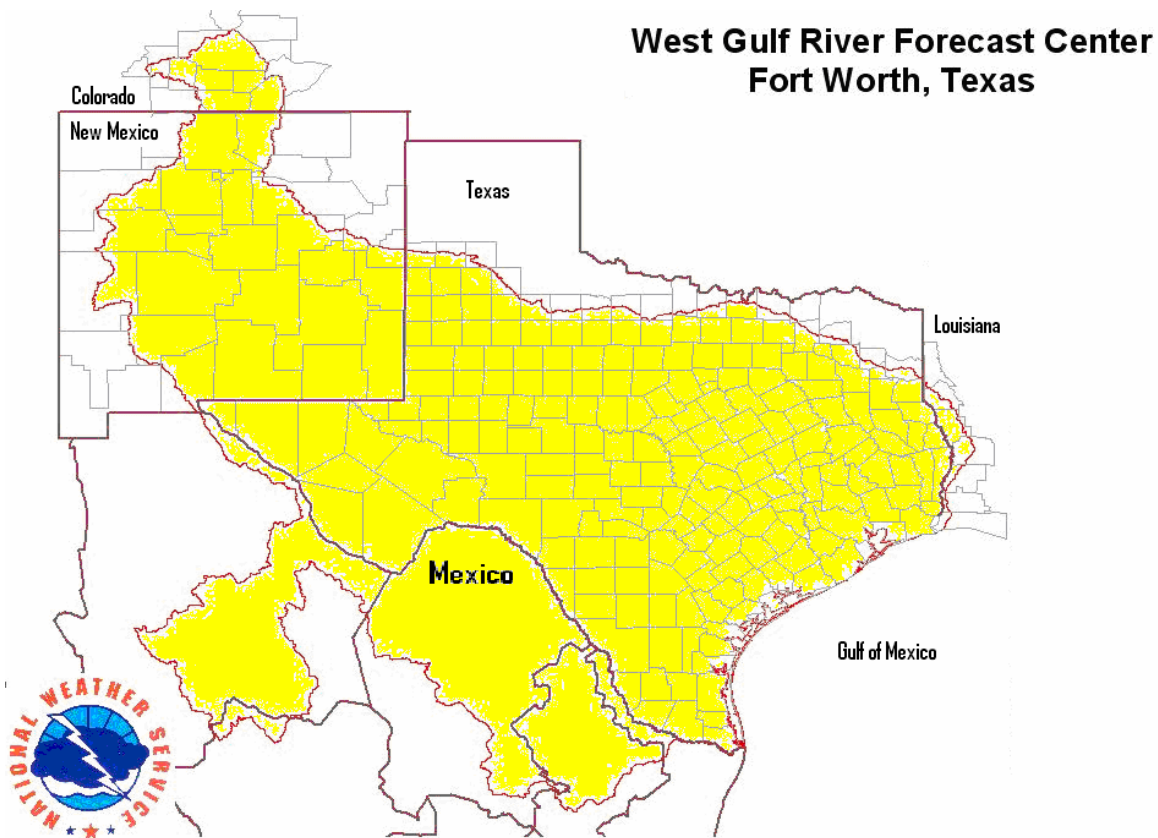 West Gulf River Forecast Center
Fort Worth, Texas
Colorado
New Mexico
Texas
Louisiana
Mexico
Gulf of Mexico
NATIONAL WEATHER SERVICE